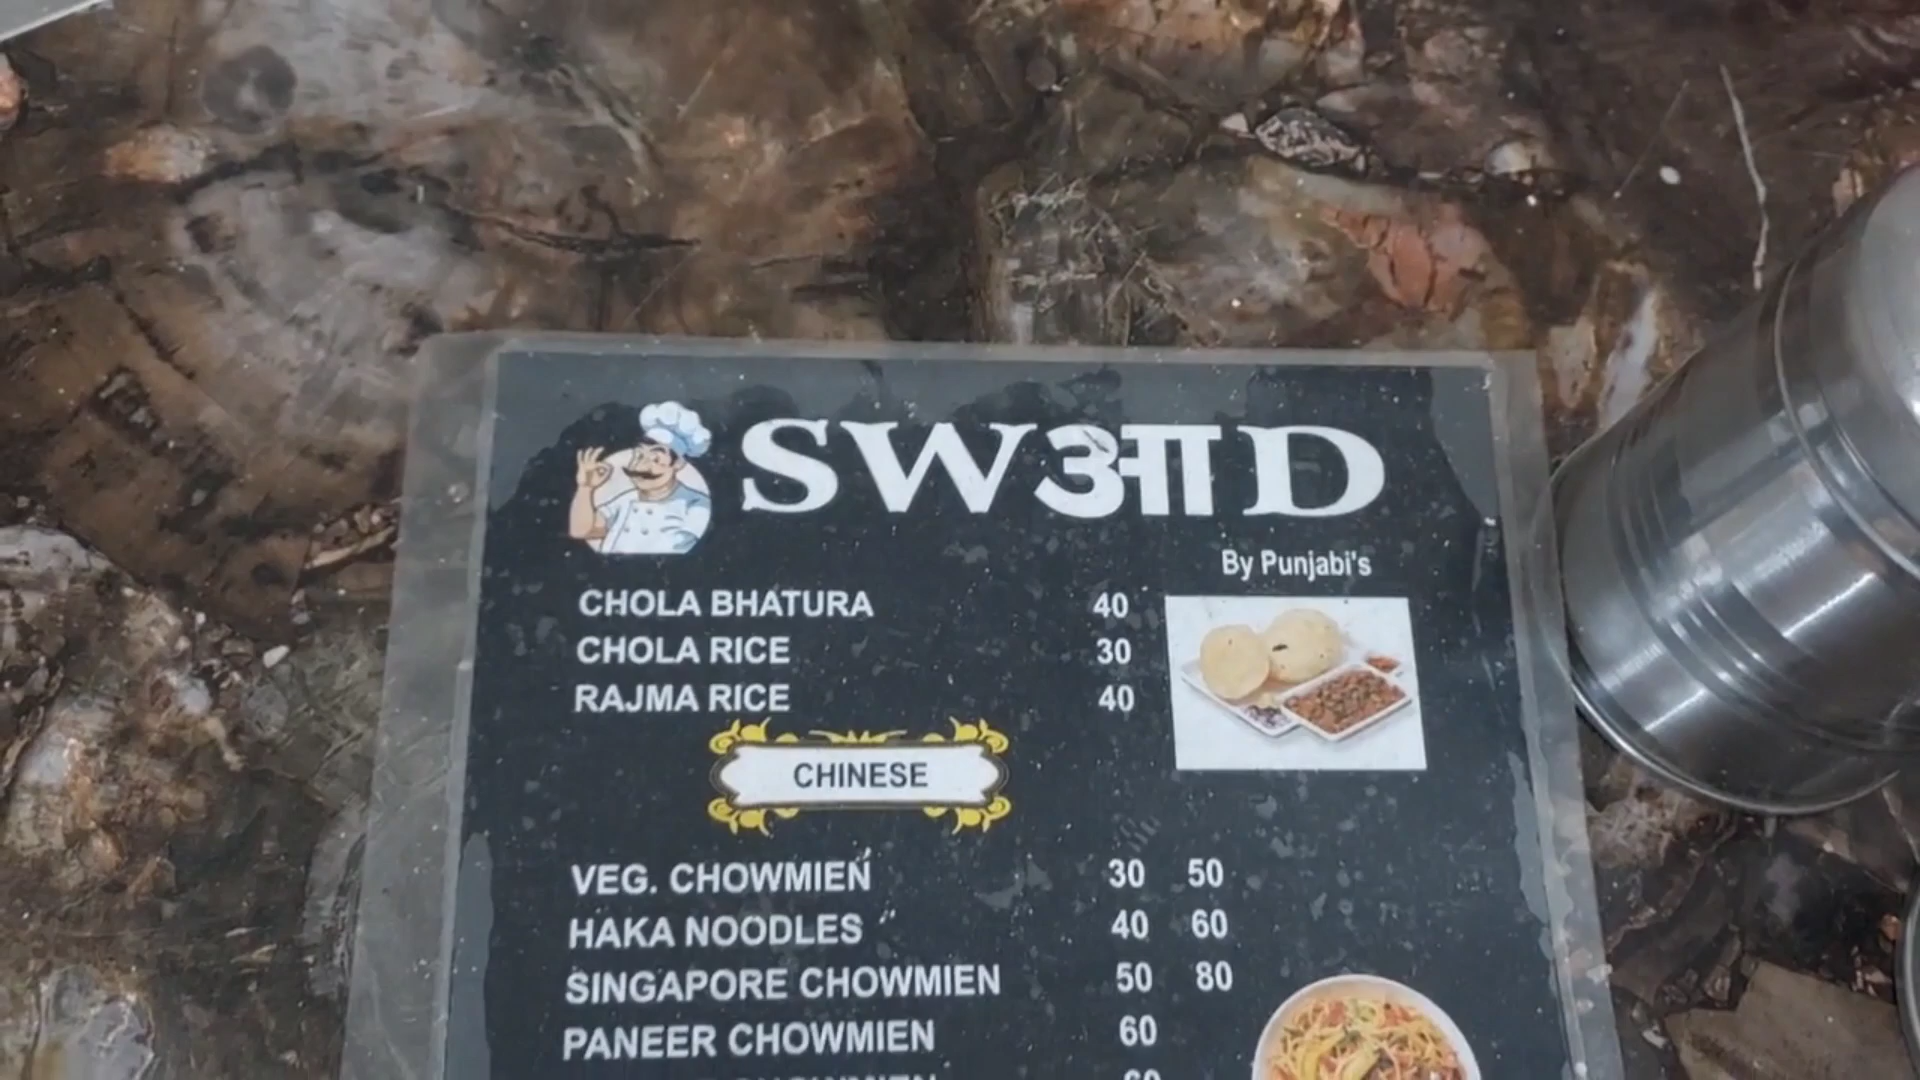 SWआD
By Punjabi's
CHOLA BHATURA 40
CHOLA RICE 30
RAJMA RICE 40
CHINESE
VEG. CHOWMIEN 30 50
HAKA NOODLES 40 60
SINGAPORE CHOWMIEN 50 80
PANEER CHOWMIEN 60